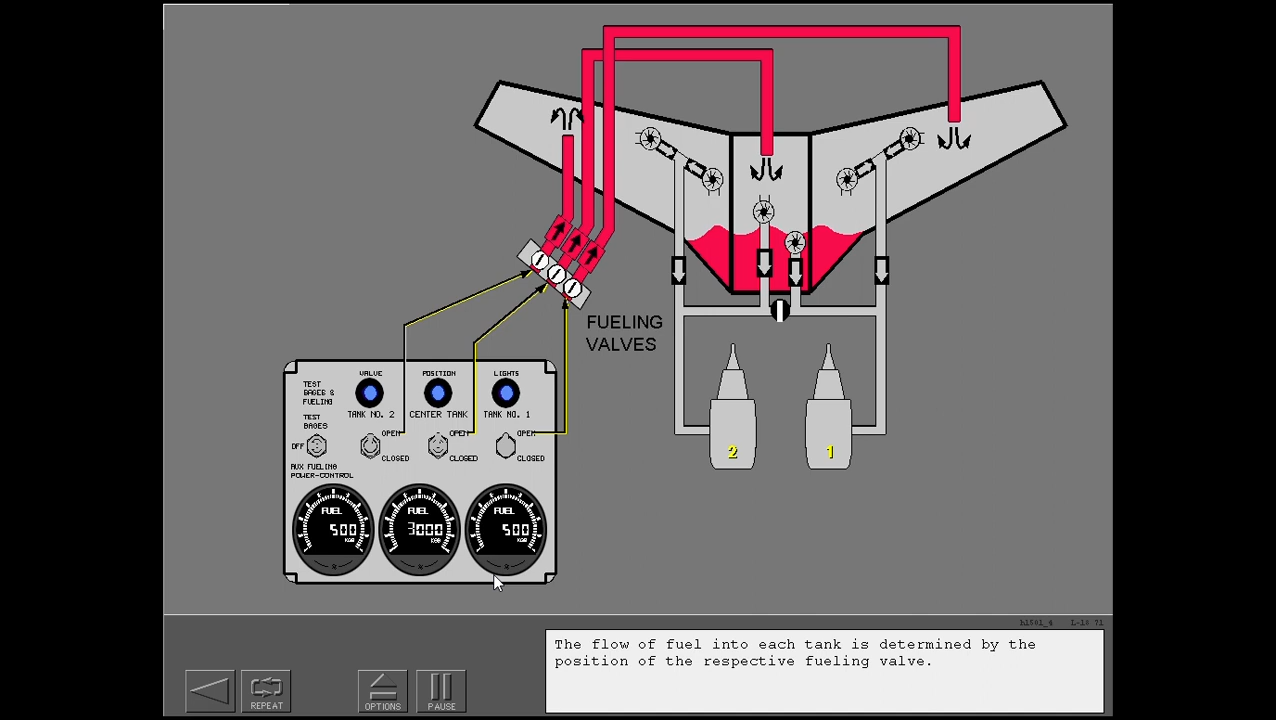 FUELING
VALVES
VALVE POSITION LIGHTS
TEST
GAGES &
FUELING
TANK NO. 2 CENTER TANK TANK NO. 1
TEST
GAGES
OFF
OPEN OPEN OPEN
CLOSED CLOSED CLOSED
AUX FUELING
POWER-CONTROL
FUEL FUEL FUEL
500 3000 500
KGS KGS KGS
2 1
The flow of fuel into each tank is determined by the
position of the respective fueling valve.
REPEAT OPTIONS PAUSE